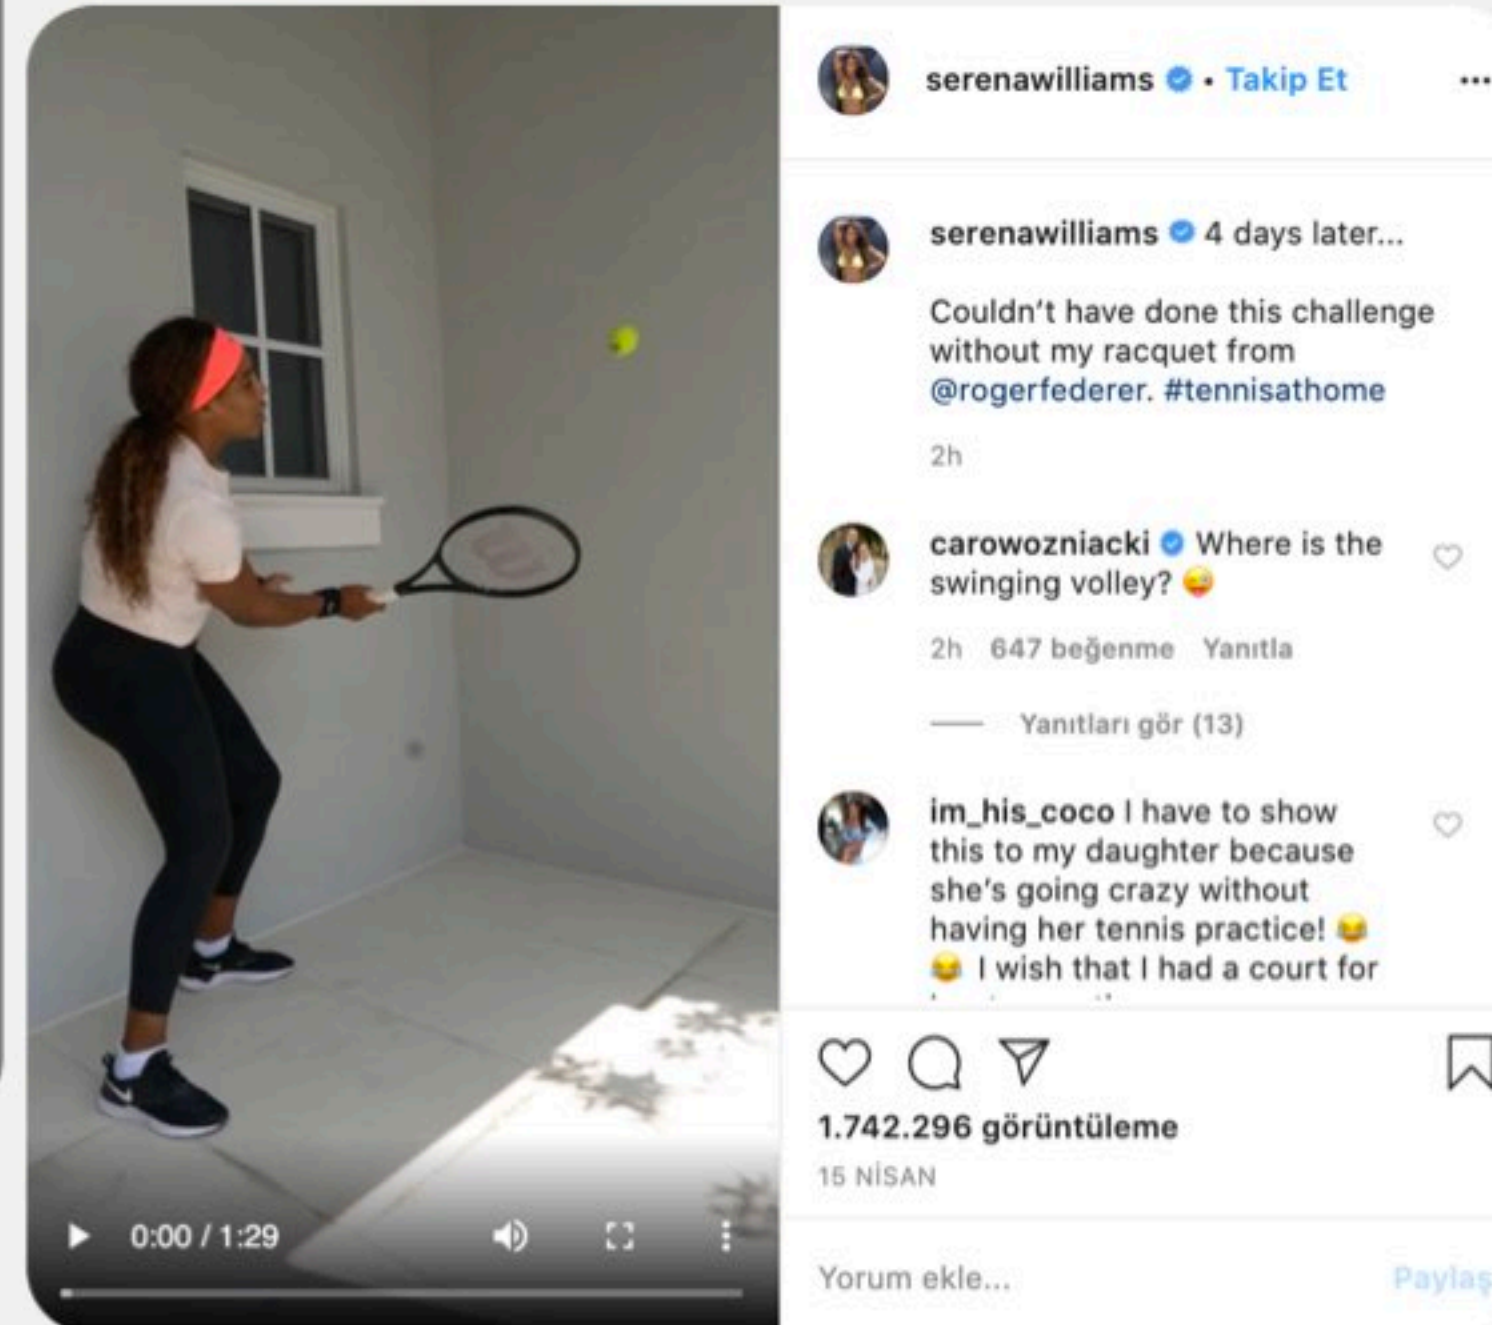 serenawilliams • Takip Et
serenawilliams 4 days later...
Couldn't have done this challenge
without my racquet from
@rogerfederer. #tennisathome
2h
carowozniacki Where is the
swinging volley? 😜
2h 647 beğenme Yanıtla
Yanıtları gör (13)
im_his_coco I have to show
this to my daughter because
she's going crazy without
having her tennis practice! 😂
😂 I wish that I had a court for
1.742.296 görüntüleme
15 NİSAN
0:00 / 1:29
Yorum ekle...
Paylaş